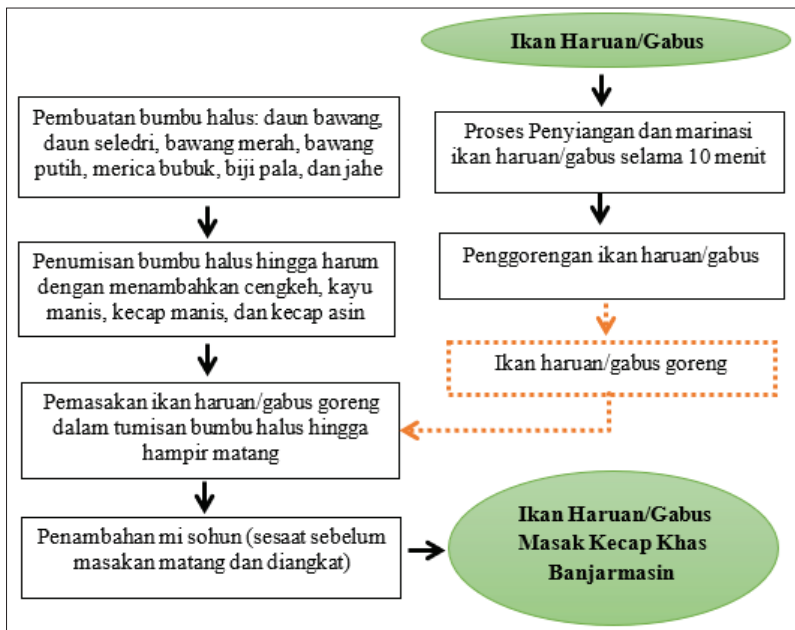 Ikan Haruan/Gabus
Proses Penyiangan dan marinasi
ikan haruan/gabus selama 10 menit
Penggorengan ikan haruan/gabus
Ikan haruan/gabus goreng
Pembuatan bumbu halus: daun bawang,
daun seledri, bawang merah, bawang
putih, merica bubuk, biji pala, dan jahe
Penumisan bumbu halus hingga harum
dengan menambahkan cengkeh, kayu
manis, kecap manis, dan kecap asin
Pemasakan ikan haruan/gabus goreng
dalam tumisan bumbu halus hingga
hampir matang
Penambahan mi sohun (sesaat sebelum
masakan matang dan diangkat)
Ikan Haruan/Gabus
Masak Kecap Khas
Banjarmasin